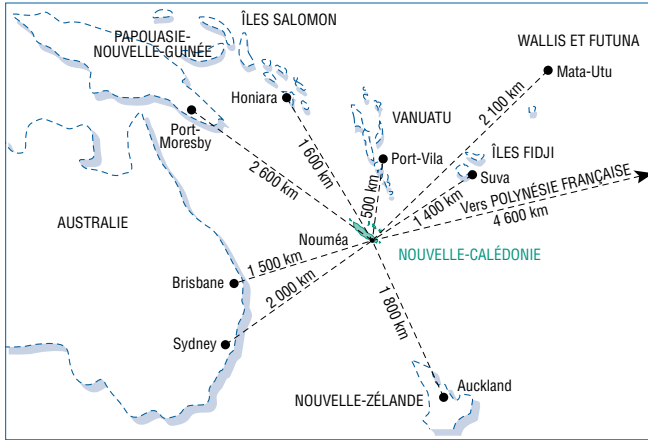 ÎLES SALOMON
PAPOUASIE-
NOUVELLE-GUINÉE
WALLIS ET FUTUNA
Mata-Utu
Honiara
2 100 km
Port-
Moresby
VANUATU
1 600 km
Port-Vila
ÎLES FIDJI
2 600 km
Suva
500 km
1 400 km
Vers POLYNÉSIE FRANÇAISE
4 600 km
AUSTRALIE
Nouméa
NOUVELLE-CALÉDONIE
1 500 km
Brisbane
2 000 km
1 800 km
Sydney
NOUVELLE-ZÉLANDE
Auckland